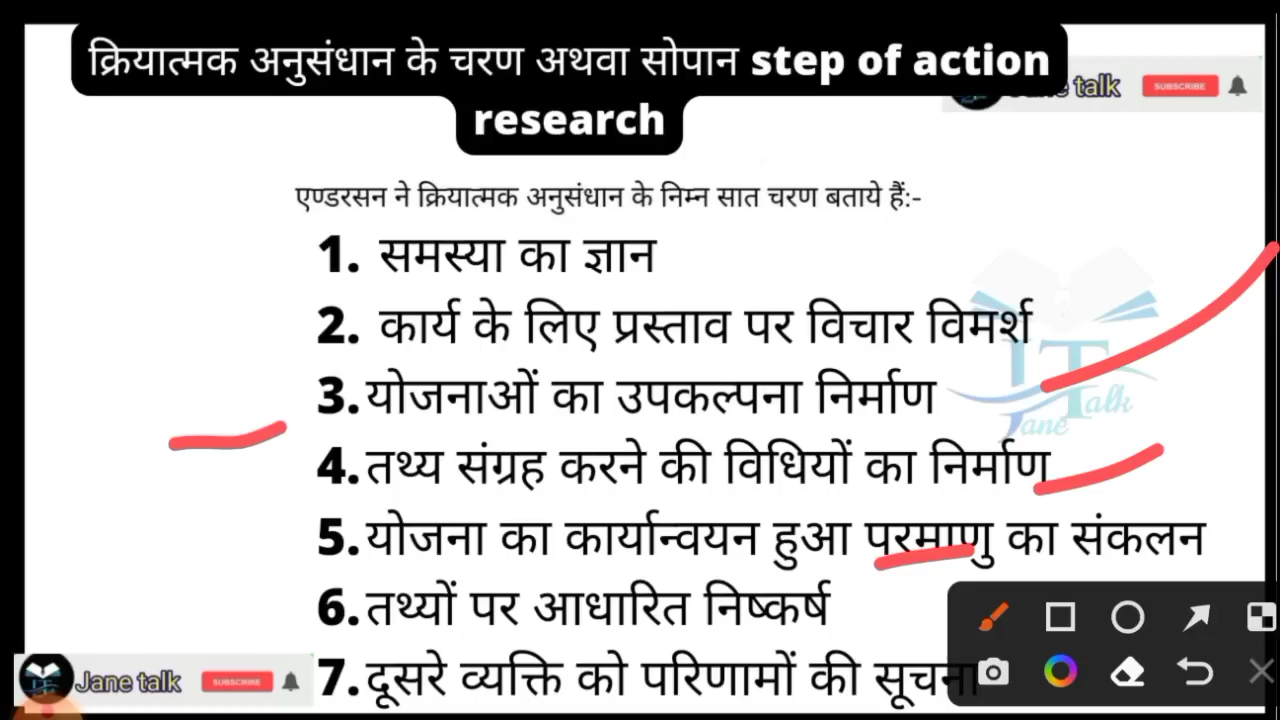 क्रियात्मक अनुसंधान के चरण अथवा सोपान step of action
research
talk
SUBSCRIBE
एण्डरसन ने क्रियात्मक अनुसंधान के निम्न सात चरण बताये हैं:-
1. समस्या का ज्ञान
2. कार्य के लिए प्रस्ताव पर विचार विमर्श
3. योजनाओं का उपकल्पना निर्माण
JT
Jane Talk
4. तथ्य संग्रह करने की विधियों का निर्माण
5. योजना का कार्यान्वयन हुआ परमाणु का संकलन
6. तथ्यों पर आधारित निष्कर्ष
7. दूसरे व्यक्ति को परिणामों की सूचना
Jane talk
SUBSCRIBE